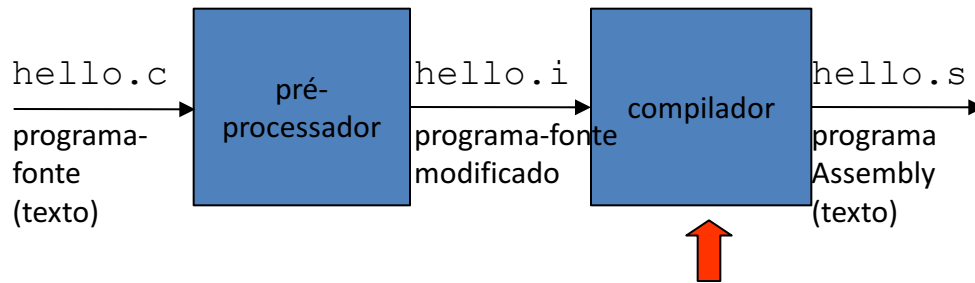 hello.c
programa-
fonte
(texto)
pré-
processador
hello.i
programa-fonte
modificado
compilador
hello.s
programa
Assembly
(texto)